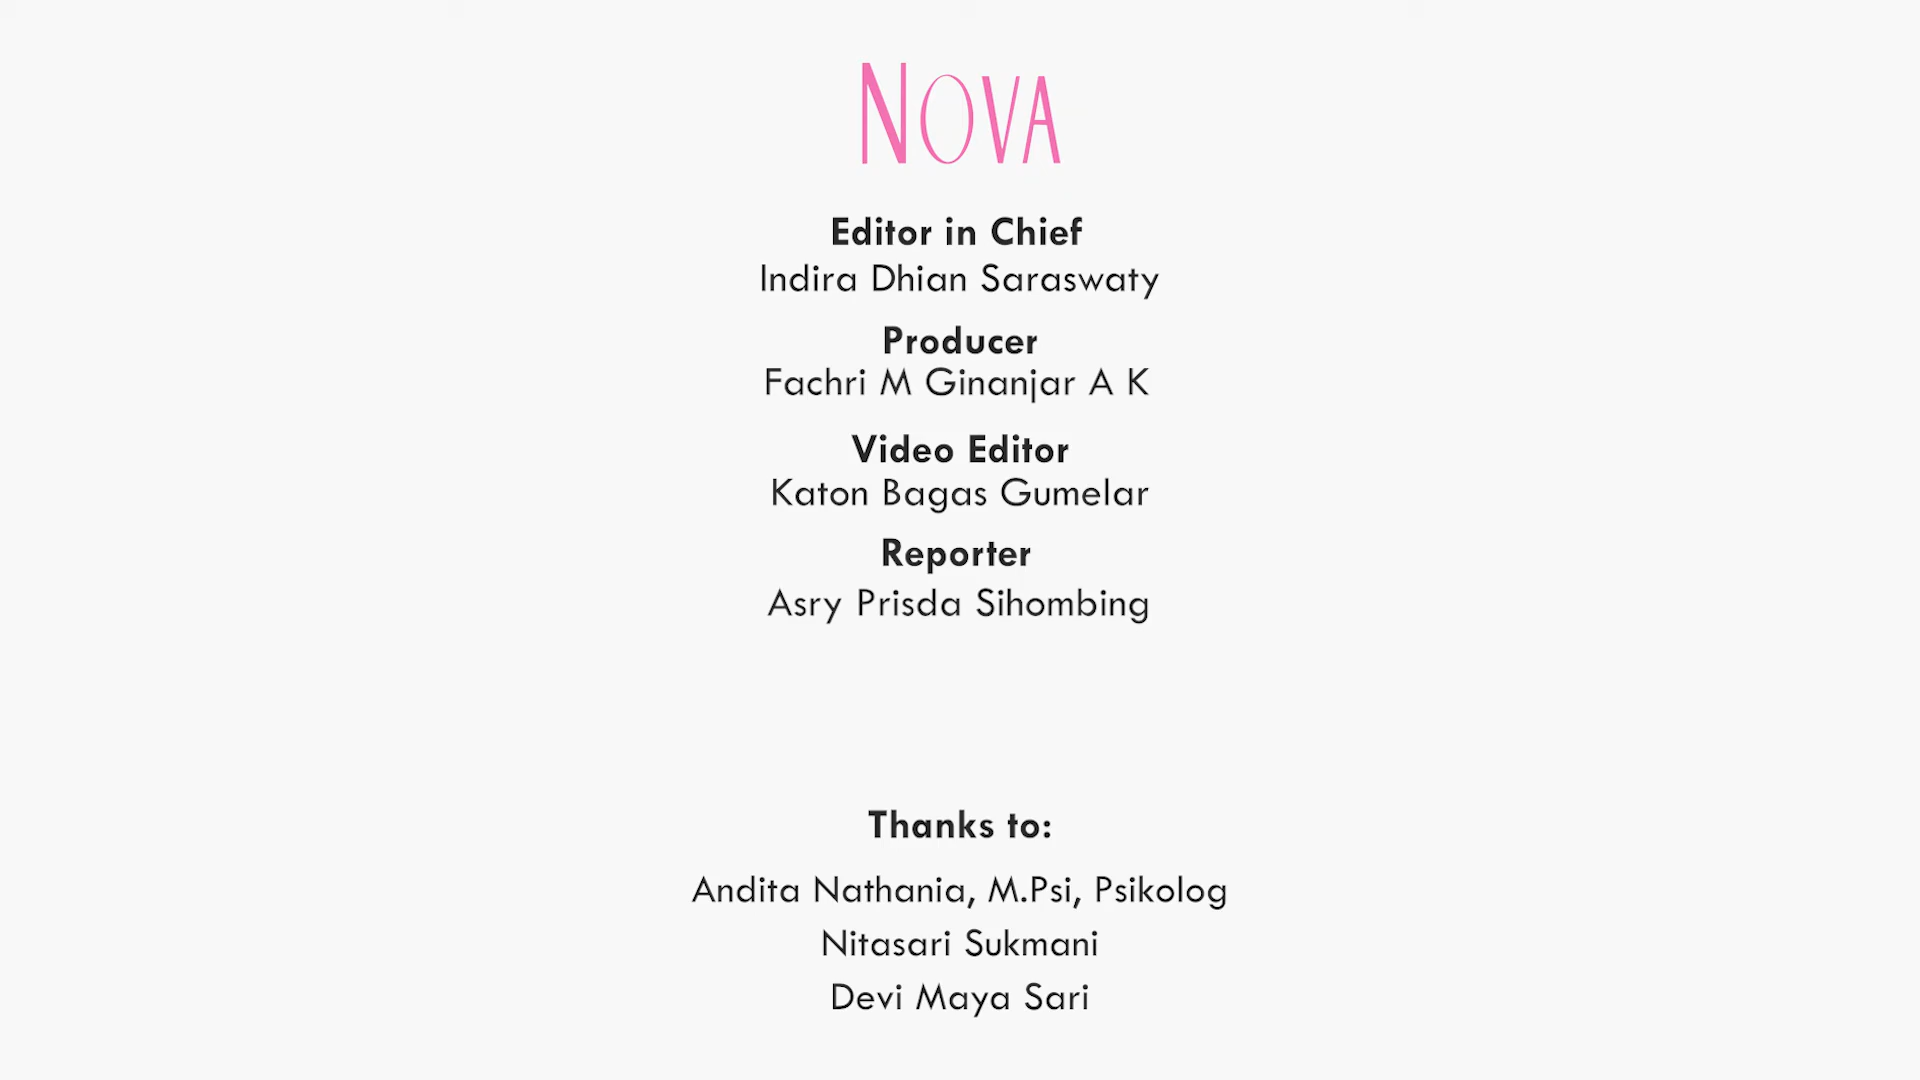 NOVA
Editor in Chief
Indira Dhian Saraswaty
Producer
Fachri M Ginanjar A K
Video Editor
Katon Bagas Gumelar
Reporter
Asry Prisda Sihombing
Thanks to:
Andita Nathania, M.Psi, Psikolog
Nitasari Sukmani
Devi Maya Sari